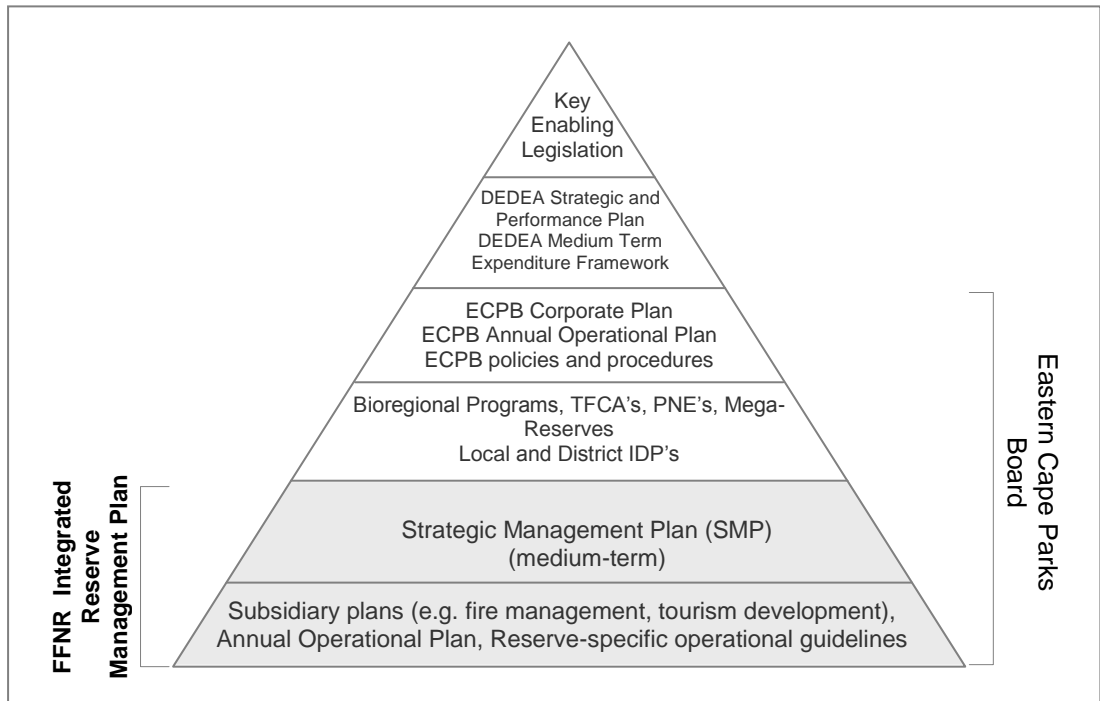 Key
Enabling
Legislation
DEDEA Strategic and
Performance Plan
DEDEA Medium Term
Expenditure Framework
ECPB Corporate Plan
ECPB Annual Operational Plan
ECPB policies and procedures
Bioregional Programs, TFCA's, PNE's, Mega-
Reserves
Local and District IDP's
Strategic Management Plan (SMP)
(medium-term)
Subsidiary plans (e.g. fire management, tourism development),
Annual Operational Plan, Reserve-specific operational guidelines
FFNR Integrated
Reserve
Management Plan
Eastern Cape Parks
Board